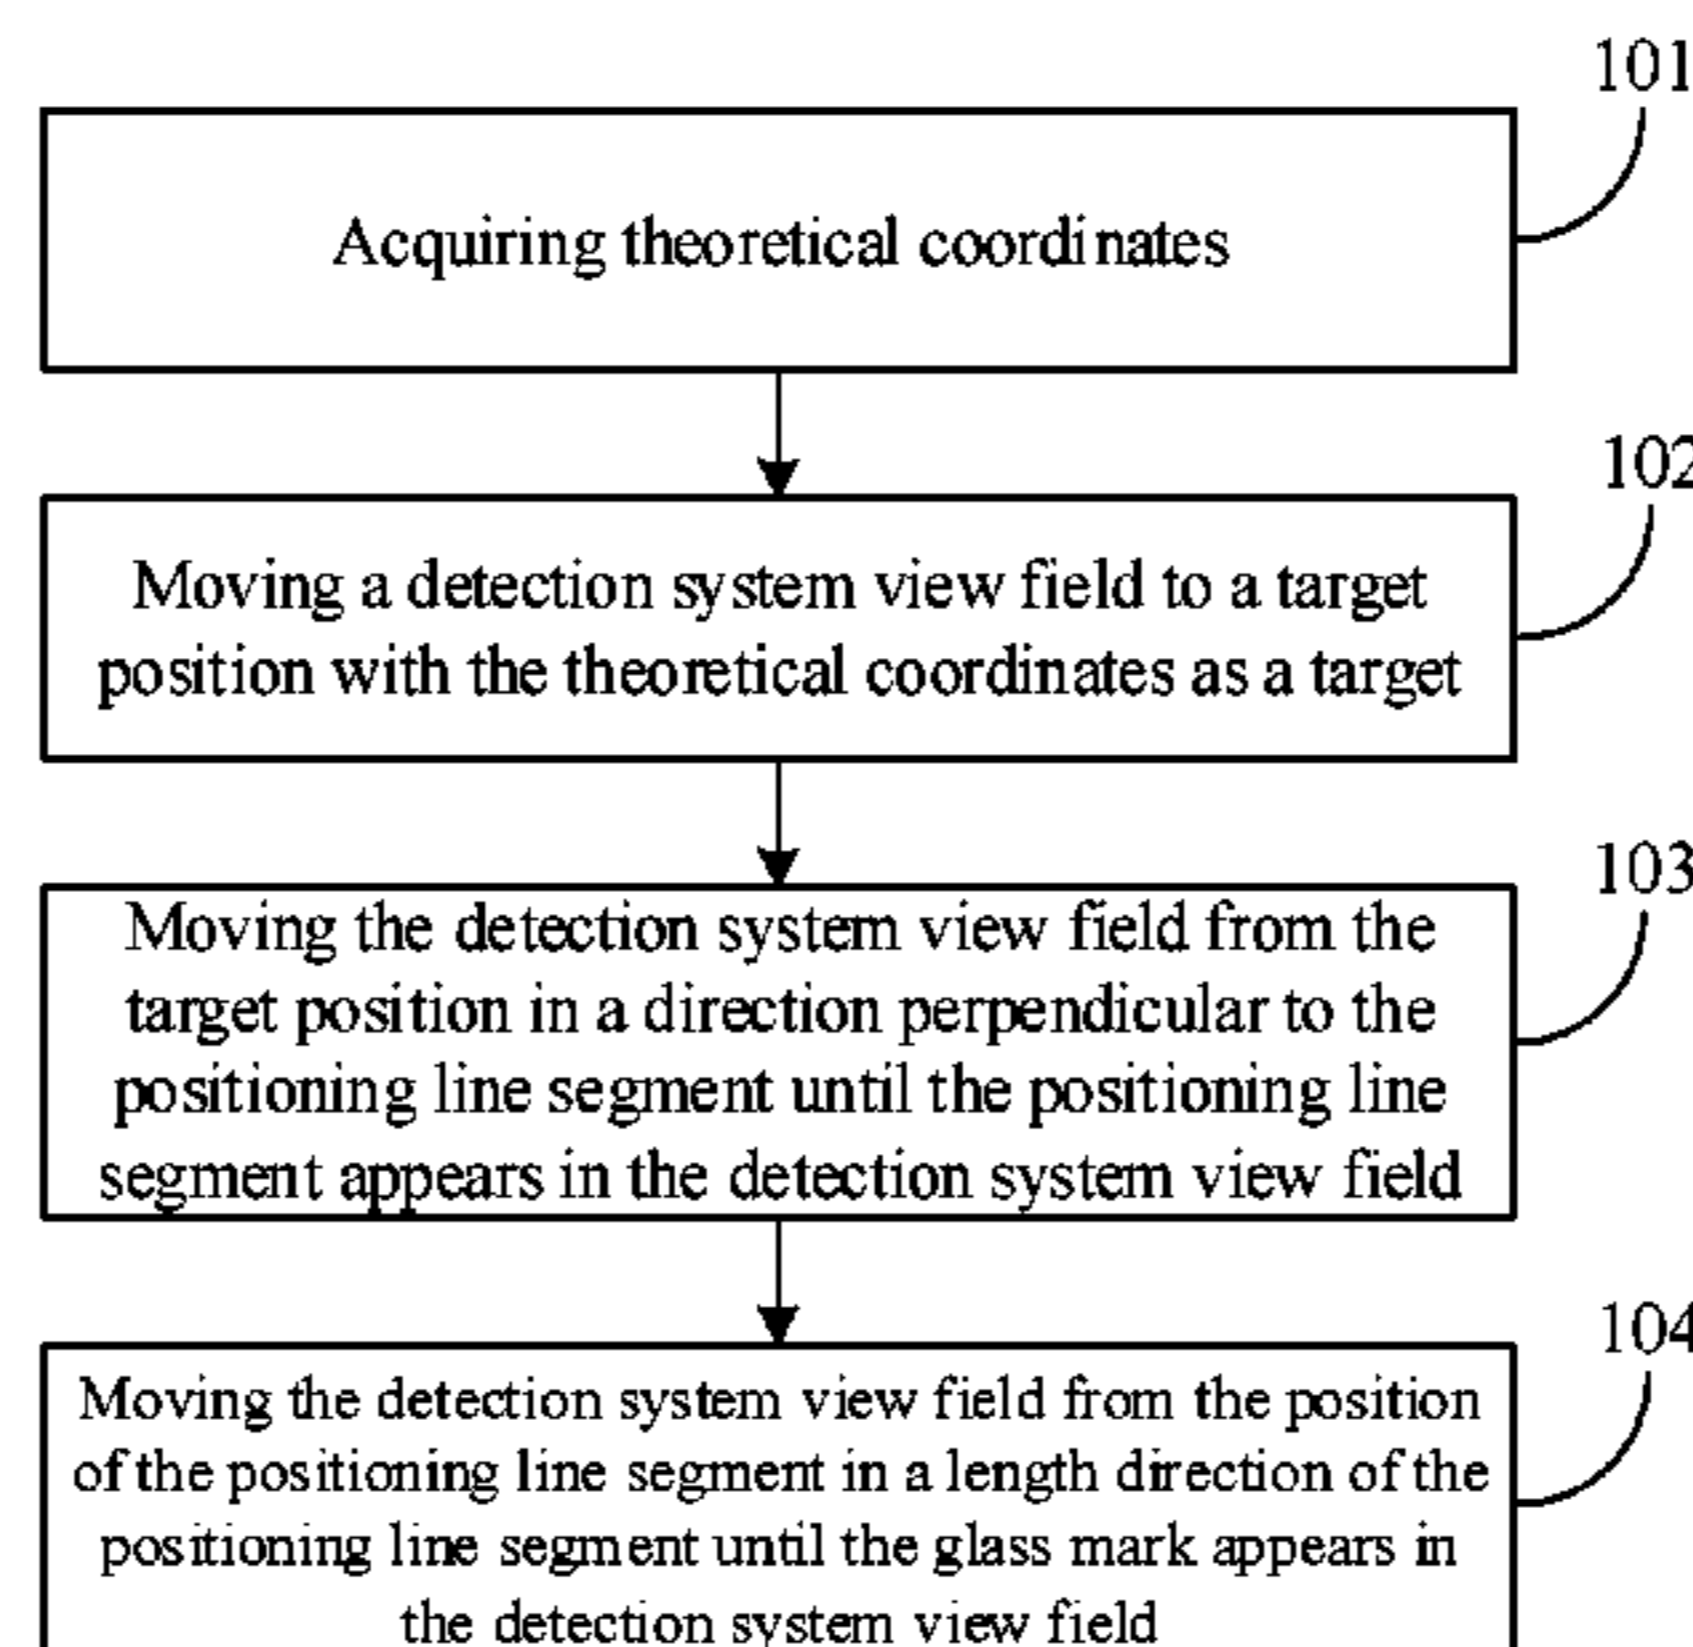 101
Acquiring theoretical coordinates
102
Moving a detection system view field to a target
position with the theoretical coordinates as a target
103
Moving the detection system view field from the
target position in a direction perpendicular to the
positioning line segment until the positioning line
segment appears in the detection system view field
104
Moving the detection system view field from the position
of the positioning line segment in a length direction of the
positioning line segment until the glass mark appears in
the detection system view field